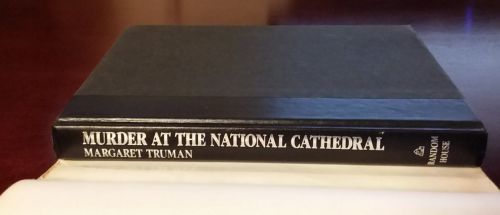 MURDER AT THE NATIONAL CATHEDRAL
MARGARET TRUMAN
RANDOM
HOUSE